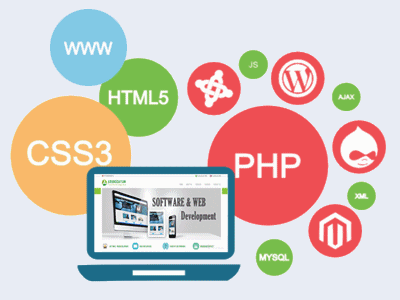 WWW
JS
HTML5
AJAX
CSS3
PHP
XML
SOFTWARE & WEB
Development
MYSQL